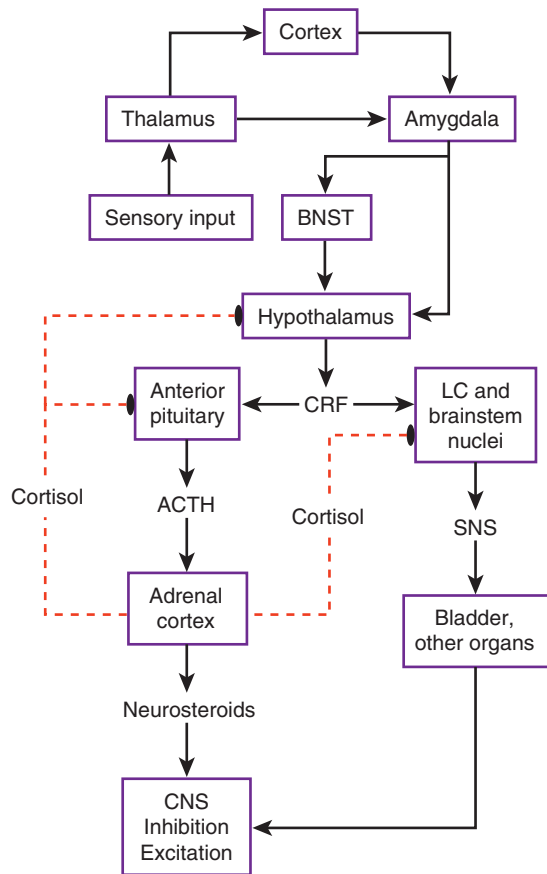 Cortex
Thalamus
Amygdala
Sensory input
BNST
Hypothalamus
Anterior
pituitary
CRF
LC and
brainstem
nuclei
Cortisol
ACTH
Cortisol
SNS
Adrenal
cortex
Bladder,
other organs
Neurosteroids
CNS
Inhibition
Excitation